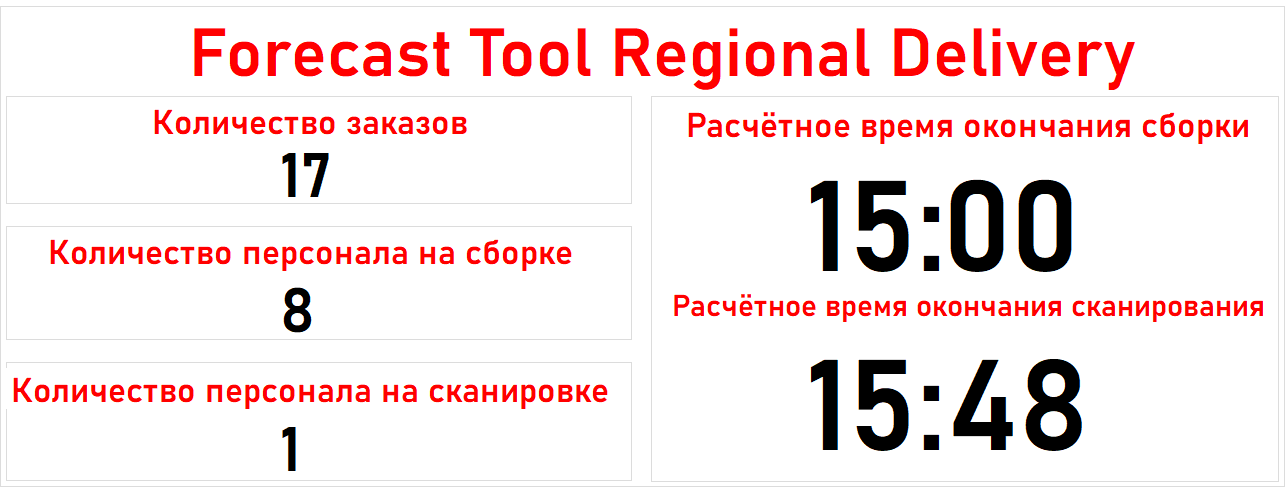 Forecast Tool Regional Delivery
Количество заказов
17
Количество персонала на сборке
8
Количество персонала на сканировке
1
Расчётное время окончания сборки
15:00
Расчётное время окончания сканирования
15:48